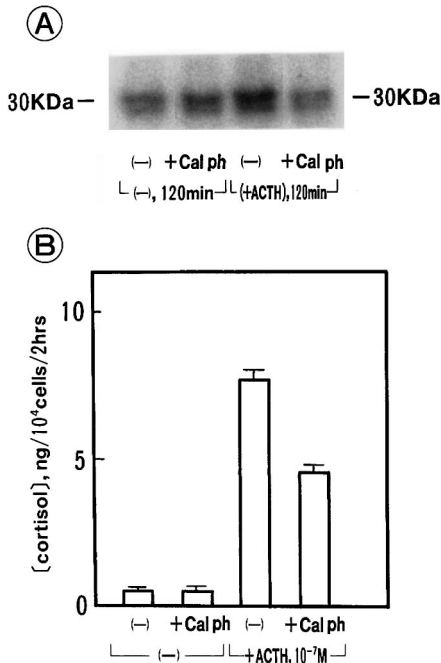 A
30KDa
30KDa
(−) +Cal ph (−) +Cal ph
(−), 120min (+ACTH), 120min
B
10
5
0
(cortisol), ng/10⁴cells/2hrs
(−) +Cal ph (−) +Cal ph
(−) +ACTH, 10⁻⁷M